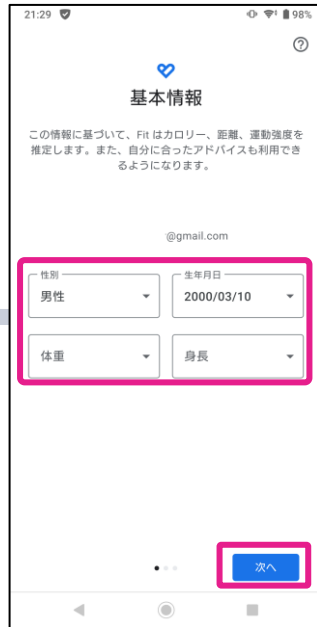 21:29 98%
基本情報
この情報に基づいて、Fit はカロリー、距離、運動強度を
推定します。また、自分に合ったアドバイスも利用でき
るようになります。
@gmail.com
性別 生年月日
男性 2000/03/10
体重 身長
次へ